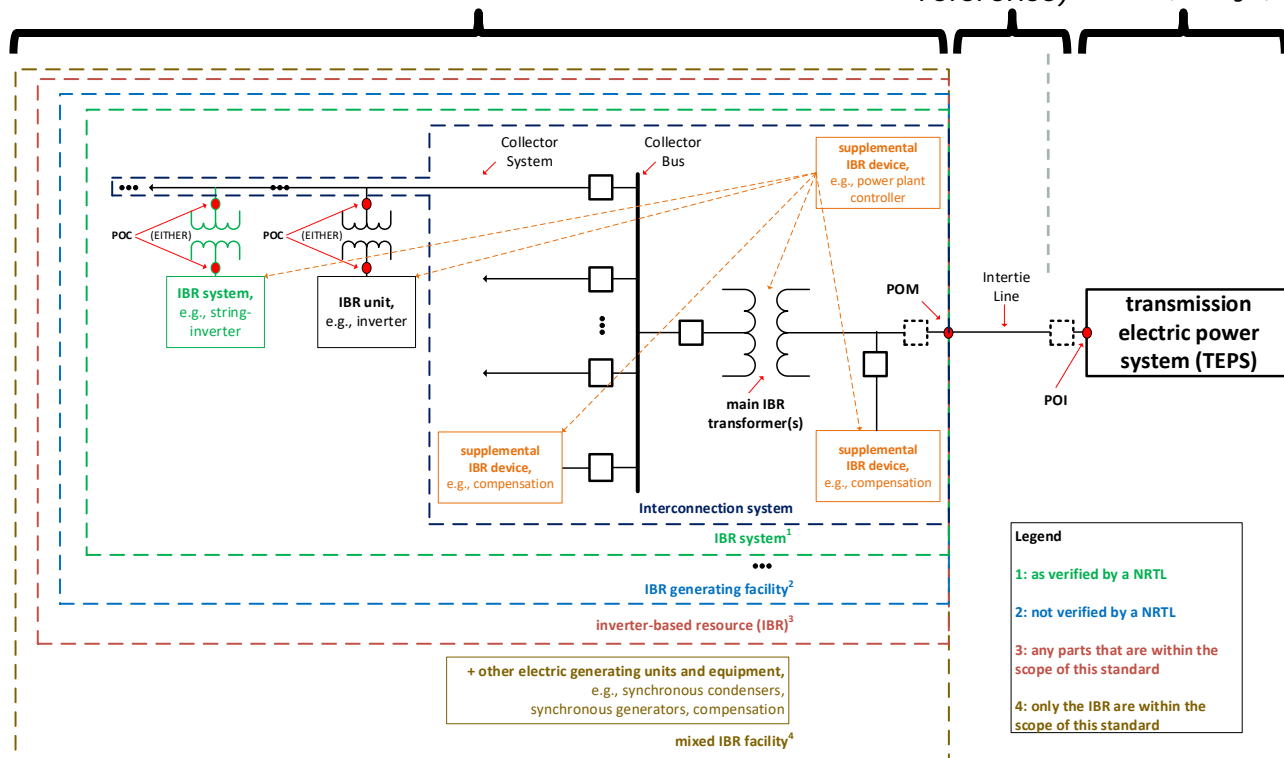 reference)
Collector
System
Collector
Bus
supplemental
IBR device,
e.g., power plant
controller
POC
(EITHER)
POC
(EITHER)
IBR system,
e.g., string-
inverter
IBR unit,
e.g., inverter
POM
Intertie
Line
transmission
electric power
system (TEPS)
POI
main IBR
transformer(s)
supplemental
IBR device,
e.g., compensation
supplemental
IBR device,
e.g., compensation
Interconnection system
IBR system1
IBR generating facility2
inverter-based resource (IBR)3
+ other electric generating units and equipment,
e.g., synchronous condensers,
synchronous generators, compensation
mixed IBR facility4
Legend
1: as verified by a NRTL
2: not verified by a NRTL
3: any parts that are within the
scope of this standard
4: only the IBR are within the
scope of this standard